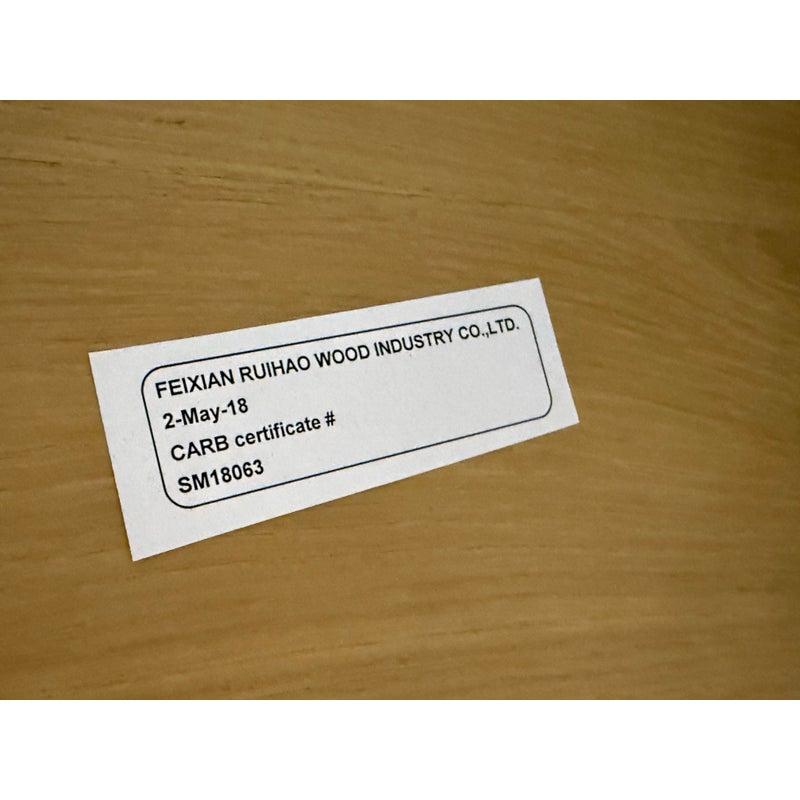 FEIXIAN RUIHAO WOOD INDUSTRY CO.,LTD.
2-May-18
CARB certificate #
SM18063